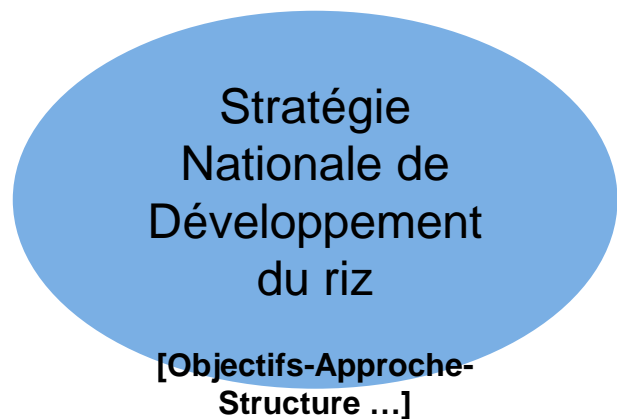 Stratégie
Nationale de
Développement
du riz
[Objectifs-Approche-
Structure ...]